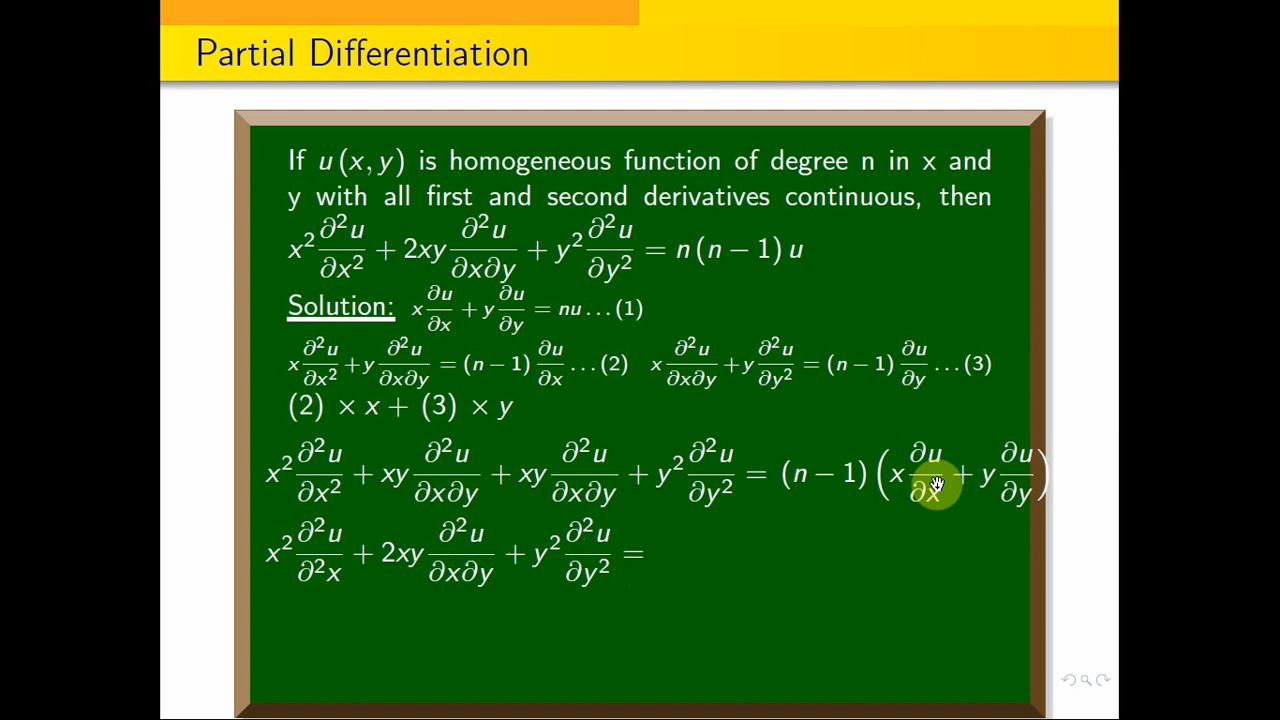 Partial Differentiation
If u (x, y) is homogeneous function of degree n in x and
y with all first and second derivatives continuous, then
x² ∂²u/∂x² + 2xy ∂²u/∂x∂y + y² ∂²u/∂y² = n (n − 1) u
Solution: x ∂u/∂x + y ∂u/∂y = nu . . . (1)
x ∂²u/∂x² + y ∂²u/∂x∂y = (n − 1) ∂u/∂x . . . (2) x ∂²u/∂x∂y + y ∂²u/∂y² = (n − 1) ∂u/∂y . . . (3)
(2) × x + (3) × y
x² ∂²u/∂x² + xy ∂²u/∂x∂y + xy ∂²u/∂x∂y + y² ∂²u/∂y² = (n − 1) (x ∂u/∂x + y ∂u/∂y)
x² ∂²u/∂²x + 2xy ∂²u/∂x∂y + y² ∂²u/∂y² =